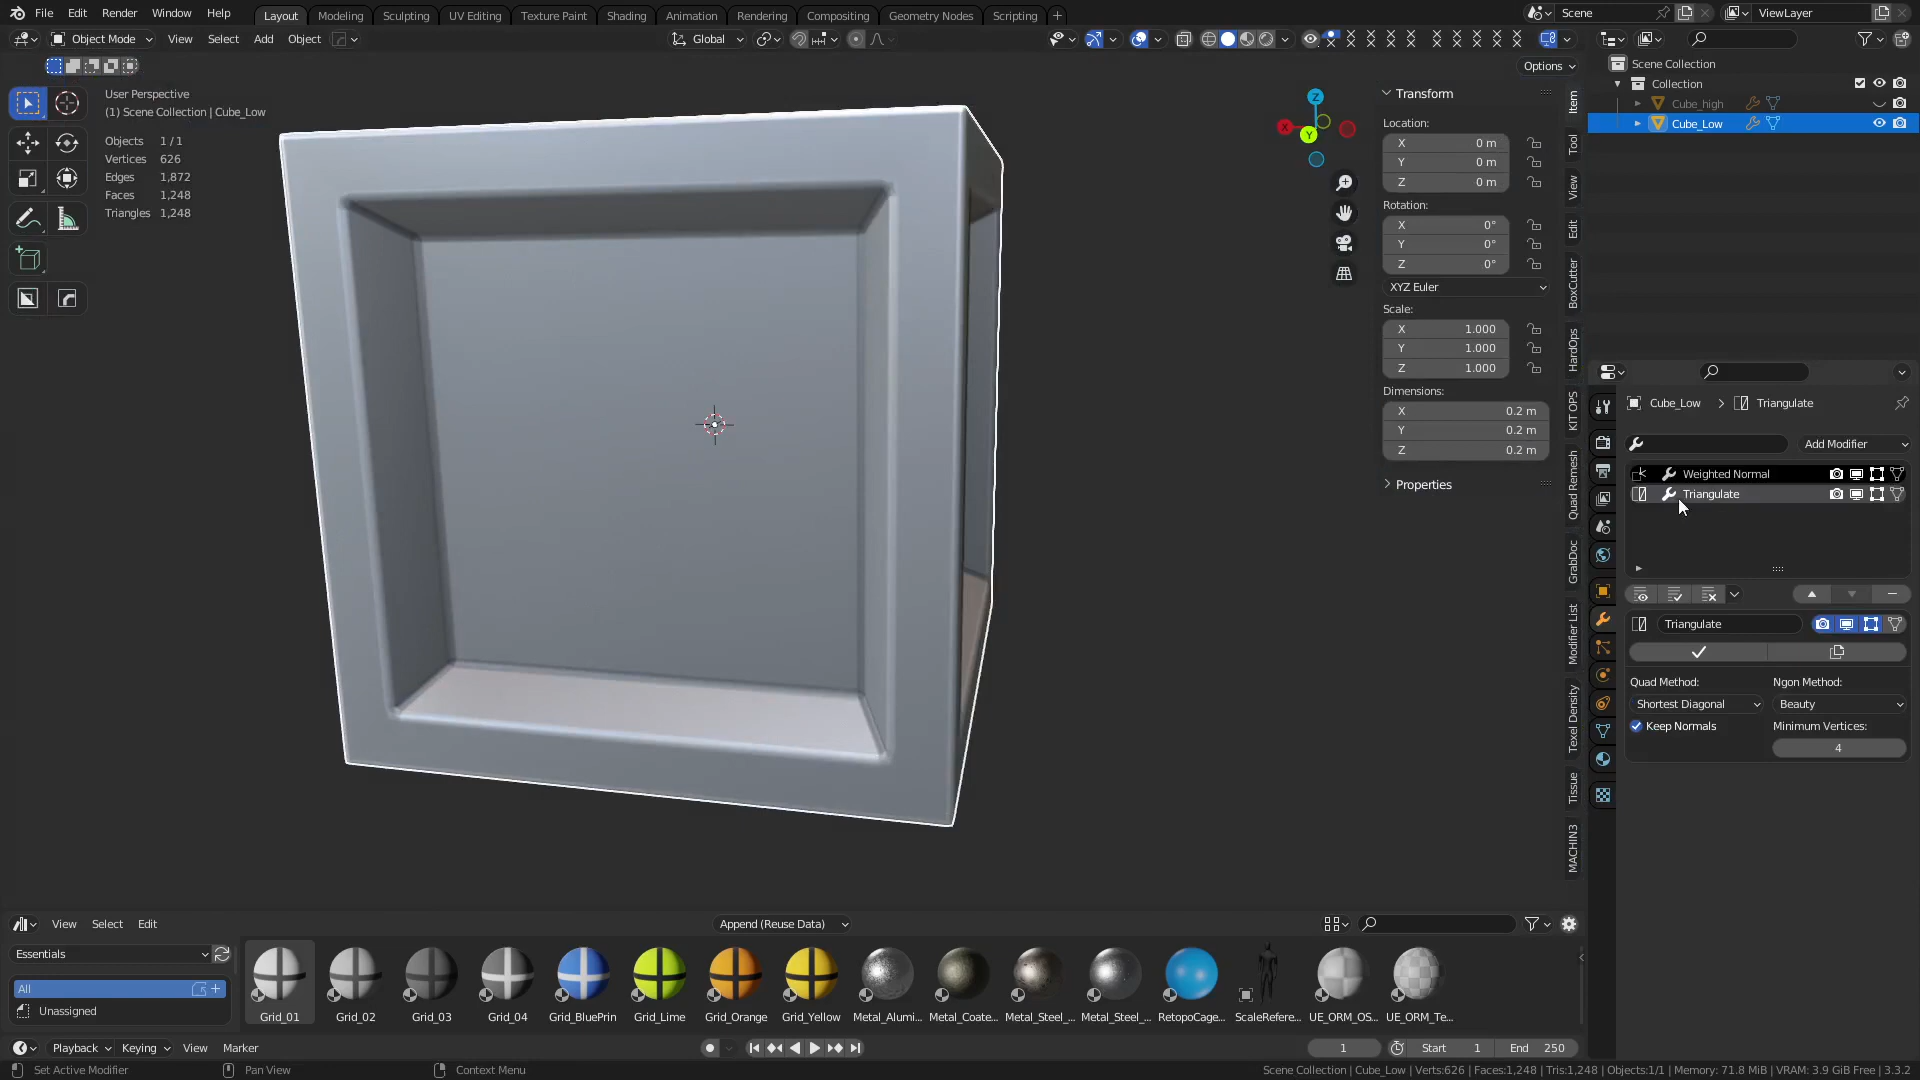 File Edit Render Window Help Layout Modeling Sculpting UV Editing Texture Paint Shading Animation Rendering Compositing Geometry Nodes Scripting + Scene ViewLayer
Object Mode View Select Add Object Global
Options
User Perspective
(1) Scene Collection | Cube_Low
Objects 1 / 1
Vertices 626
Edges 1,872
Faces 1,248
Triangles 1,248
Z
X
Y
Transform
Location:
X 0 m
Y 0 m
Z 0 m
Rotation:
X 0°
Y 0°
Z 0°
XYZ Euler
Scale:
X 1.000
Y 1.000
Z 1.000
Dimensions:
X 0.2 m
Y 0.2 m
Z 0.2 m
Properties
Item
Tool
View
Edit
BoxCutter
HardOps
KIT OPS
Quad Remesh
GrabDoc
Modifier List
Texel Density
Tissue
MACHIN3
Scene Collection
Collection
Cube_high
Cube_Low
Cube_Low > Triangulate
Add Modifier
Weighted Normal
Triangulate
Triangulate
Quad Method: Ngon Method:
Shortest Diagonal Beauty
Keep Normals Minimum Vertices:
4
View Select Edit Append (Reuse Data)
Essentials
All
Unassigned
Grid_01 Grid_02 Grid_03 Grid_04 Grid_BluePrin Grid_Lime Grid_Orange Grid_Yellow Metal_Alumi... Metal_Coate... Metal_Steel_... Metal_Steel_... RetopoCage... ScaleRefere... UE_ORM_OS... UE_ORM_Te...
Playback Keying View Marker 1 Start 1 End 250
Set Active Modifier Pan View Context Menu Scene Collection | Cube_Low | Verts:626 | Faces:1,248 | Tris:1,248 | Objects:1/1 | Memory: 71.8 MiB | VRAM: 3.9 GiB Free | 3.3.2